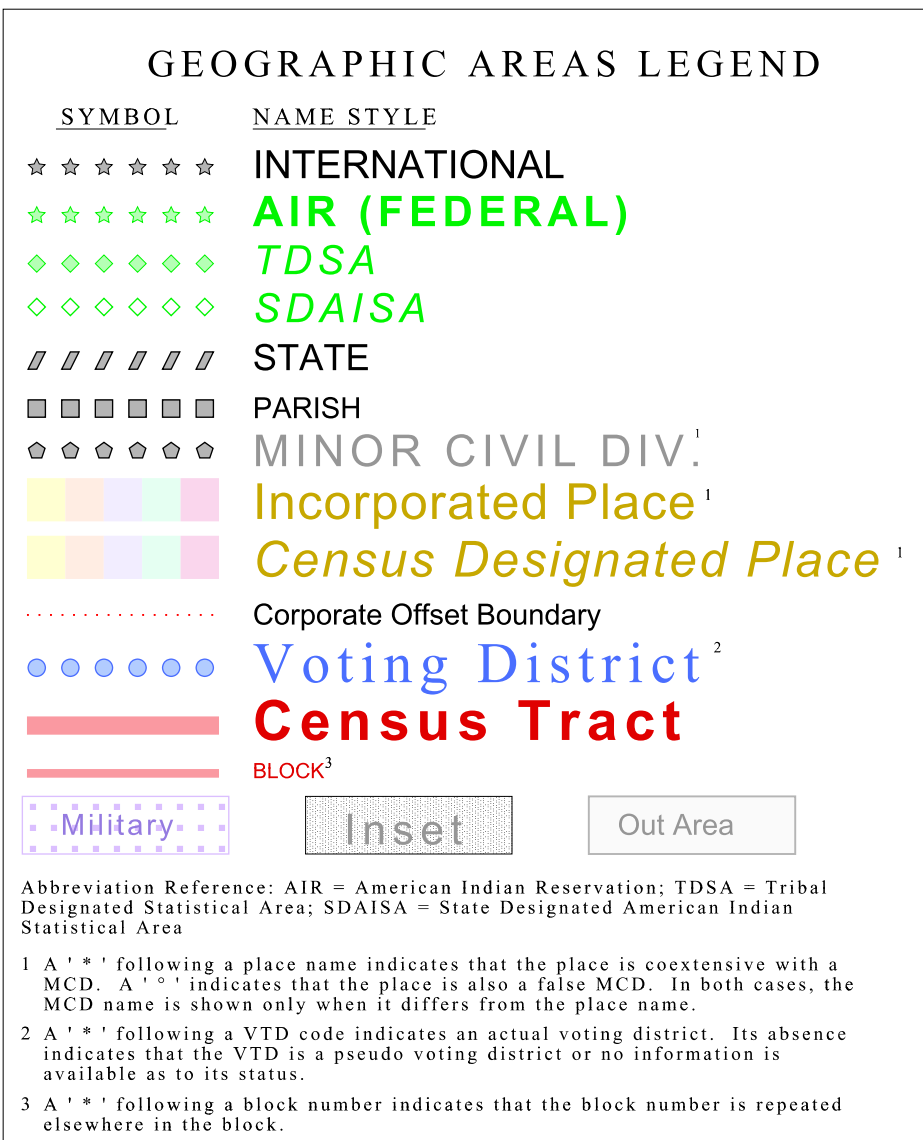 GEOGRAPHIC AREAS LEGEND
SYMBOL NAME STYLE
INTERNATIONAL
AIR (FEDERAL)
TDSA
SDAISA
STATE
PARISH
MINOR CIVIL DIV.¹
Incorporated Place ¹
Census Designated Place ¹
Corporate Offset Boundary
Voting District ²
Census Tract
BLOCK³
Military Inset Out Area
Abbreviation Reference: AIR = American Indian Reservation; TDSA = Tribal
Designated Statistical Area; SDAISA = State Designated American Indian
Statistical Area
1 A ' * ' following a place name indicates that the place is coextensive with a
MCD. A ' ° ' indicates that the place is also a false MCD. In both cases, the
MCD name is shown only when it differs from the place name.
2 A ' * ' following a VTD code indicates an actual voting district. Its absence
indicates that the VTD is a pseudo voting district or no information is
available as to its status.
3 A ' * ' following a block number indicates that the block number is repeated
elsewhere in the block.